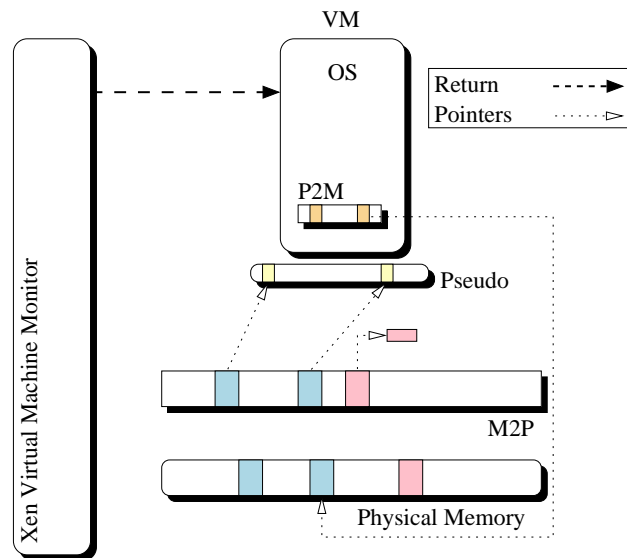 VM
OS
Return
Pointers
P2M
Pseudo
M2P
Physical Memory
Xen Virtual Machine Monitor